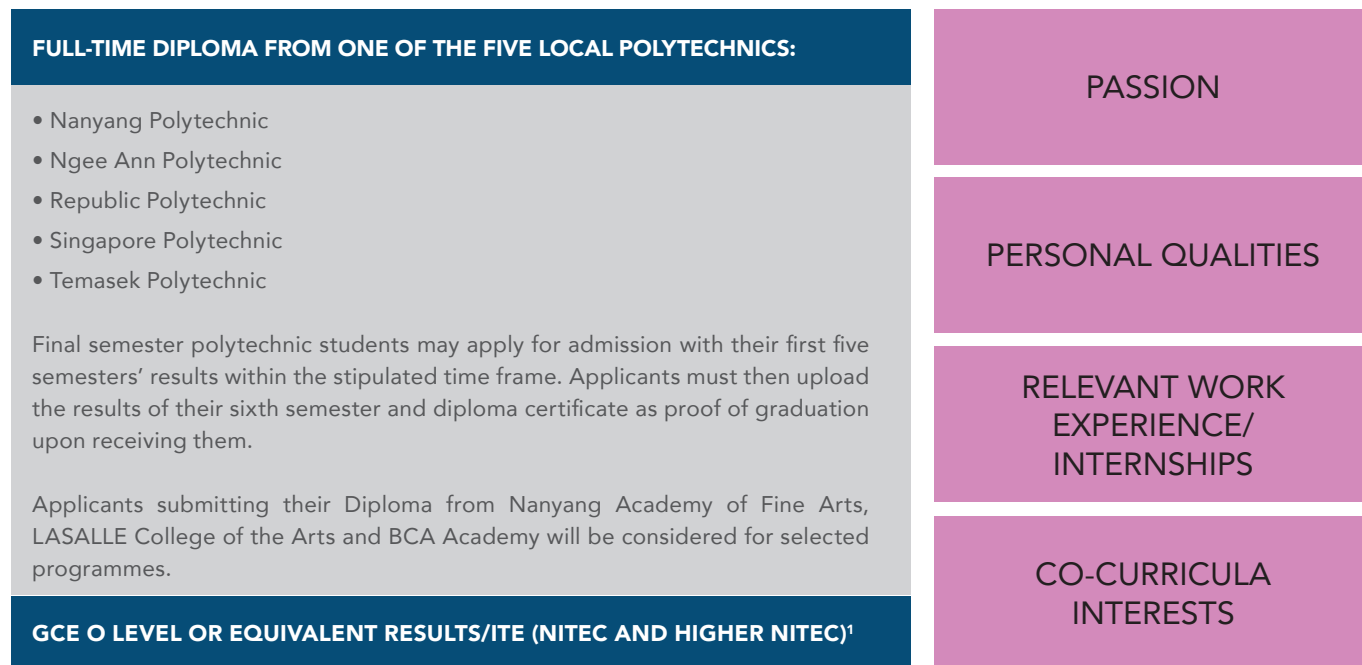 FULL-TIME DIPLOMA FROM ONE OF THE FIVE LOCAL POLYTECHNICS:
• Nanyang Polytechnic
• Ngee Ann Polytechnic
• Republic Polytechnic
• Singapore Polytechnic
• Temasek Polytechnic
Final semester polytechnic students may apply for admission with their first five
semesters’ results within the stipulated time frame. Applicants must then upload
the results of their sixth semester and diploma certificate as proof of graduation
upon receiving them.
Applicants submitting their Diploma from Nanyang Academy of Fine Arts,
LASALLE College of the Arts and BCA Academy will be considered for selected
programmes.
GCE O LEVEL OR EQUIVALENT RESULTS/ITE (NITEC AND HIGHER NITEC)¹
PASSION
PERSONAL QUALITIES
RELEVANT WORK
EXPERIENCE/
INTERNSHIPS
CO-CURRICULA
INTERESTS